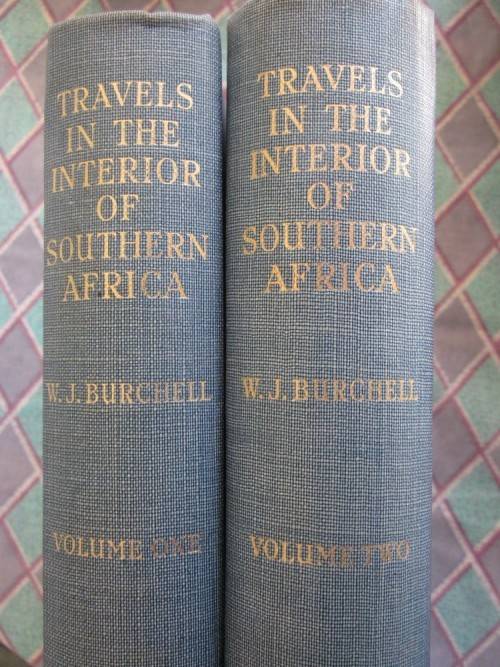 TRAVELS
IN THE
INTERIOR
OF
SOUTHERN
AFRICA
W. J. BURCHELL
VOLUME ONE
TRAVELS
IN THE
INTERIOR
OF
SOUTHERN
AFRICA
W. J. BURCHELL
VOLUME TWO